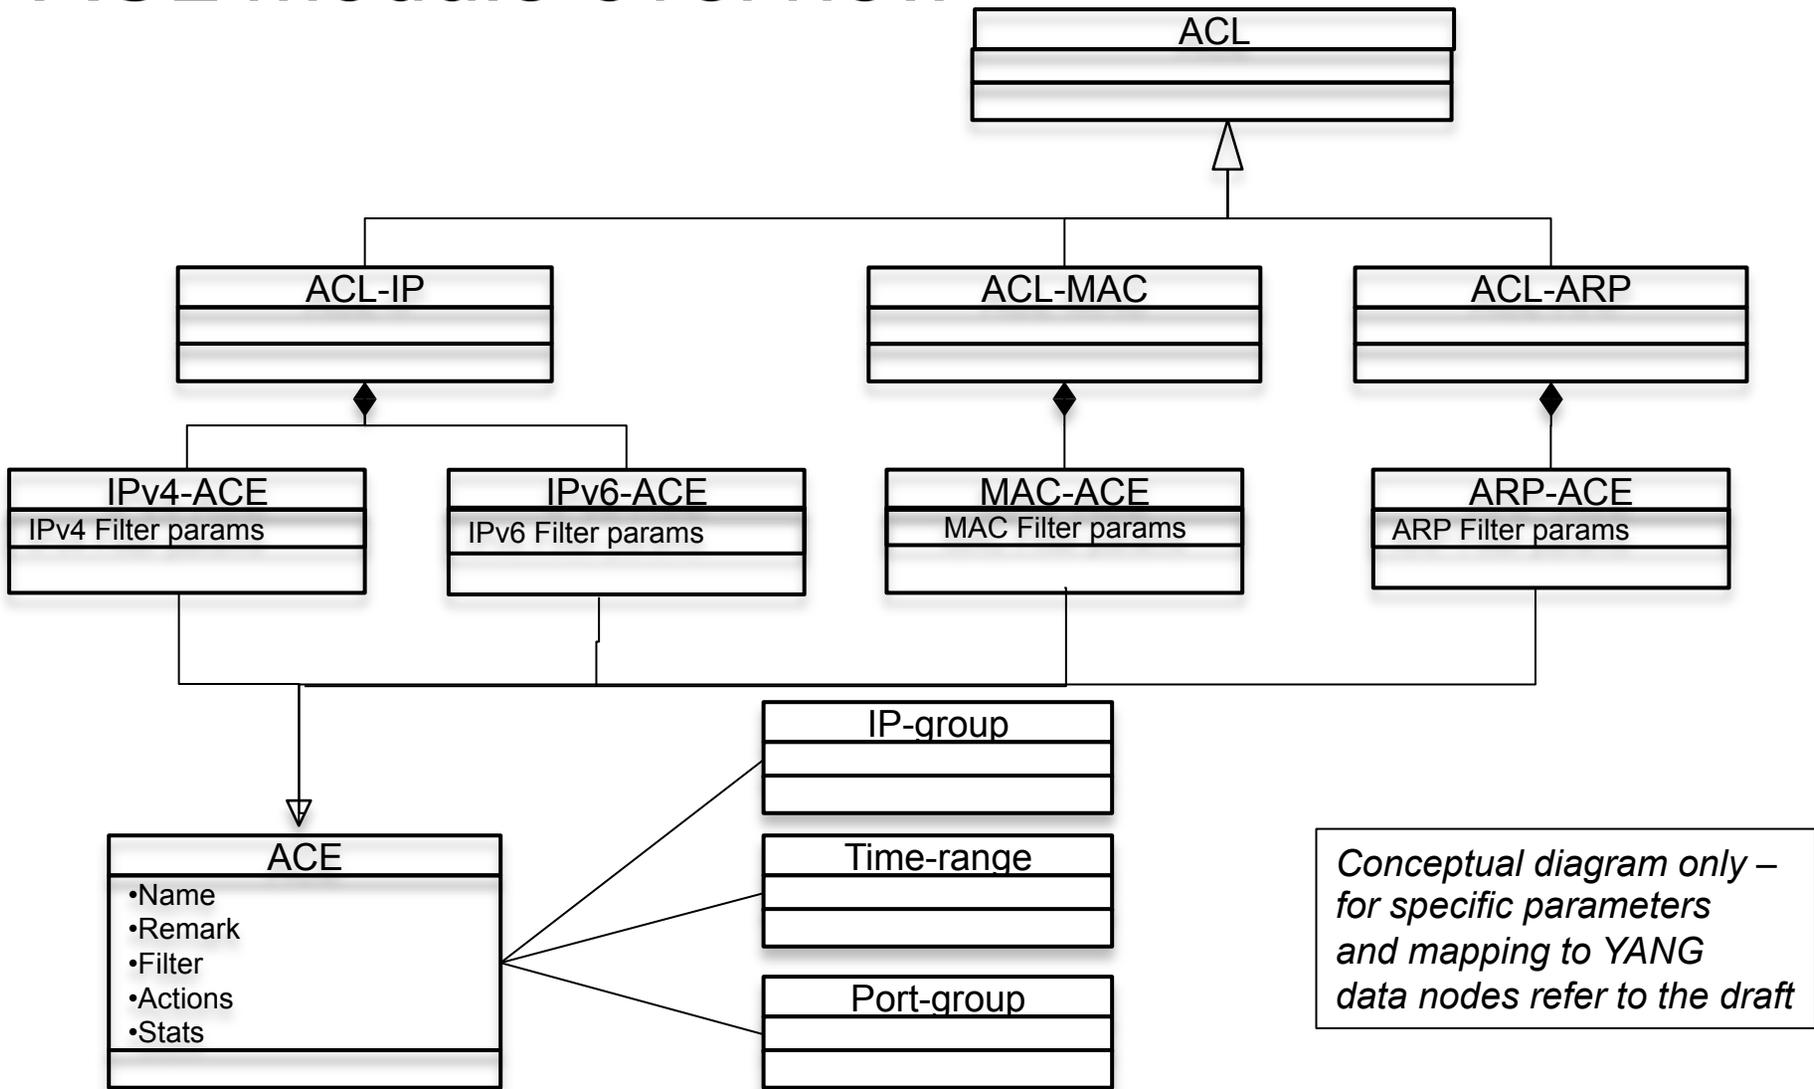 ACL
ACL-IP
ACL-MAC
ACL-ARP
IPv4-ACE
IPv4 Filter params
IPv6-ACE
IPv6 Filter params
MAC-ACE
MAC Filter params
ARP-ACE
ARP Filter params
IP-group
Time-range
Port-group
ACE
•Name
•Remark
•Filter
•Actions
•Stats
Conceptual diagram only –
for specific parameters
and mapping to YANG
data nodes refer to the draft